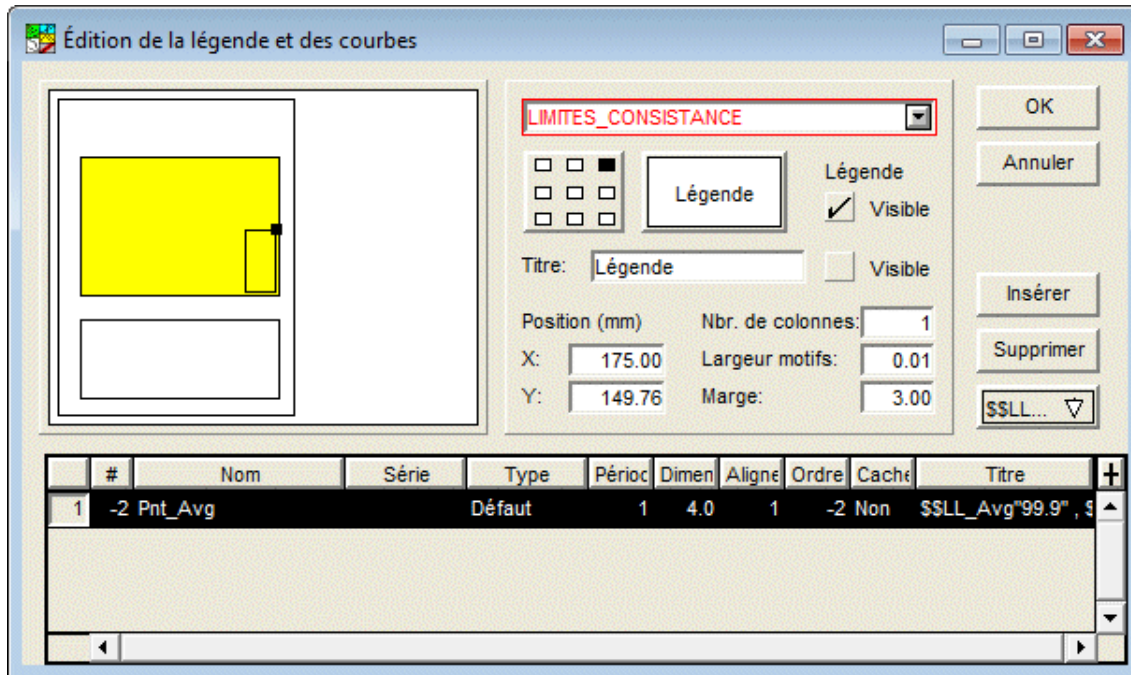 Édition de la légende et des courbes
LIMITES_CONSISTANCE
OK
Annuler
Légende
Légende
Visible
Titre: Légende
Visible
Insérer
Position (mm)
Nbr. de colonnes: 1
Supprimer
X: 175.00
Largeur motifs: 0.01
Y: 149.76
Marge: 3.00
$$LL...
# Nom Série Type Périod Dimen Aligne Ordre Cache Titre
1 -2 Pnt_Avg Défaut 1 4.0 1 -2 Non $$LL_Avg"99.9" , $